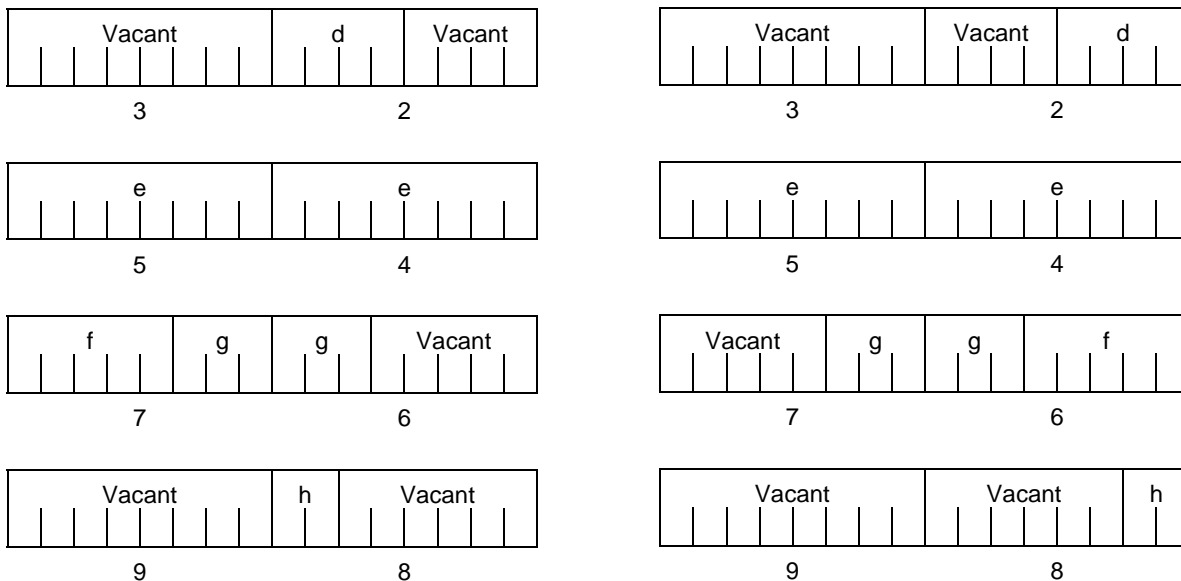 Vacant d Vacant Vacant Vacant d
3 2 3 2
e e e e
5 4 5 4
f g g Vacant Vacant g g f
7 6 7 6
Vacant h Vacant Vacant Vacant h
9 8 9 8